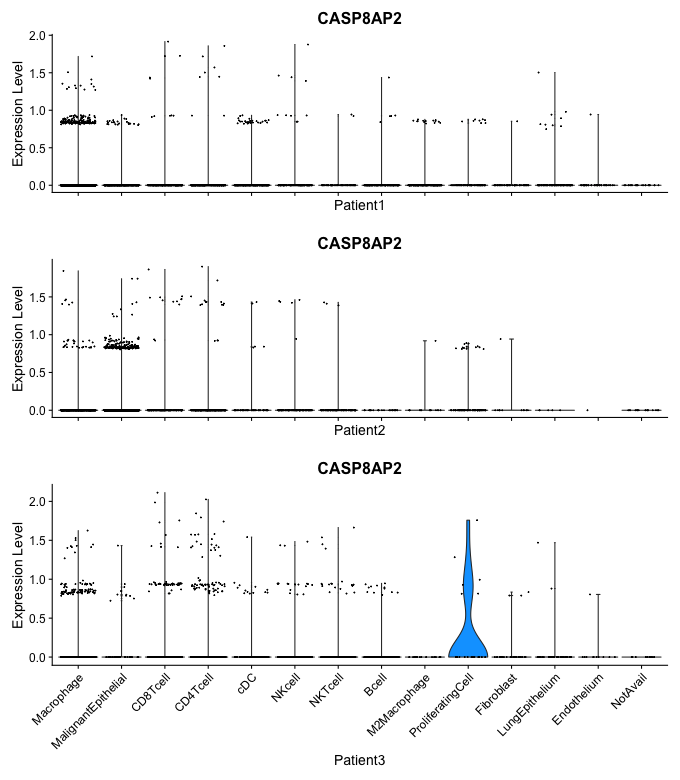 CASP8AP2
Expression Level
2.0
1.5
1.0
0.5
0.0
Patient1
CASP8AP2
Expression Level
1.5
1.0
0.5
0.0
Patient2
CASP8AP2
Expression Level
2.0
1.5
1.0
0.5
0.0
Macrophage
MalignantEpithelial
CD8Tcell
CD4Tcell
cDC
NKcell
NKTcell
Bcell
M2Macrophage
ProliferatingCell
Fibroblast
LungEpithelium
Endothelium
NotAvail
Patient3